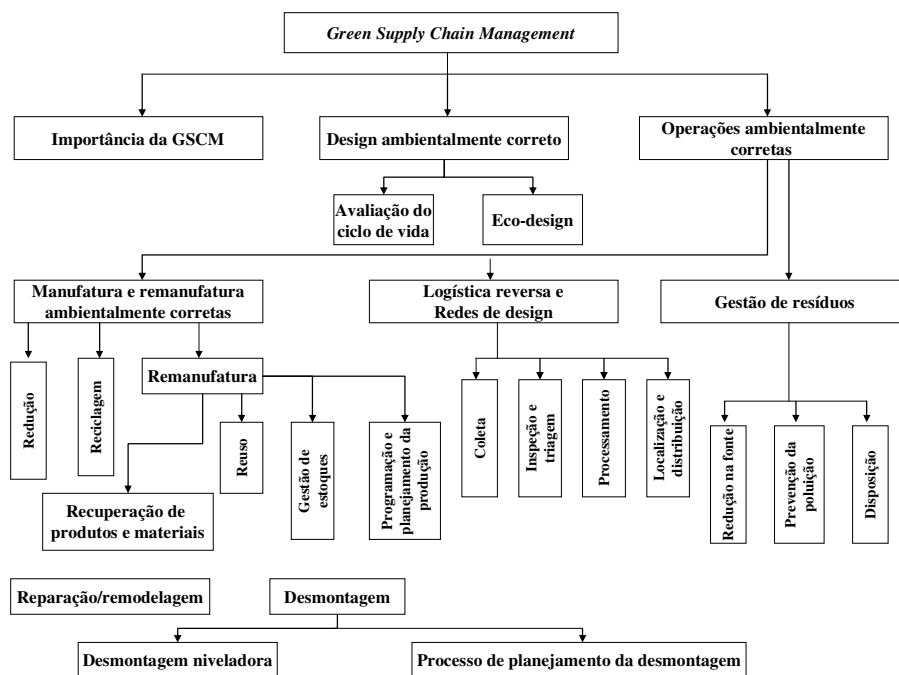 Green Supply Chain Management
Importância da GSCM
Design ambientalmente correto
Operações ambientalmente
corretas
Avaliação do
ciclo de vida
Eco-design
Manufatura e remanufatura
ambientalmente corretas
Logística reversa e
Redes de design
Gestão de resíduos
Redução
Reciclagem
Remanufatura
Reuso
Gestão de
estoques
Programação e
planejamento da
produção
Coleta
Inspeção e
triagem
Processamento
Localização e
distribuição
Redução na fonte
Prevenção da
poluição
Disposição
Recuperação de
produtos e materiais
Reparação/remodelagem
Desmontagem
Desmontagem niveladora
Processo de planejamento da desmontagem